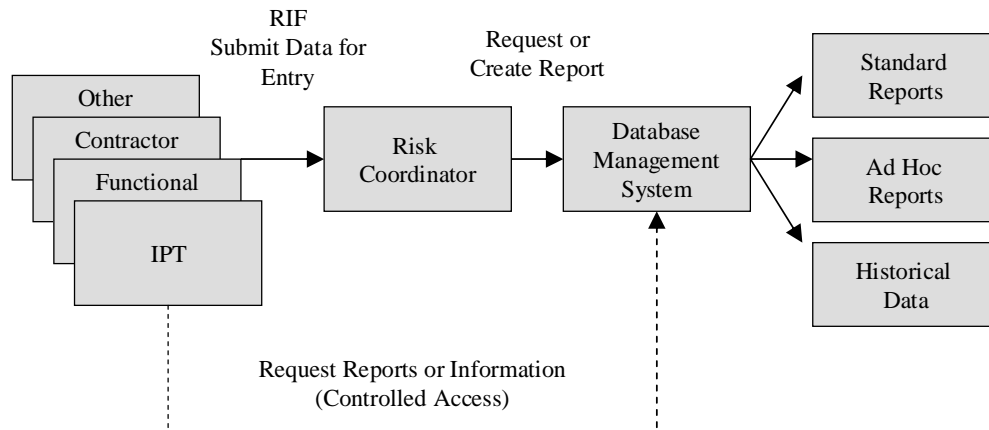 RIF
Submit Data for
Entry
Request or
Create Report
Other
Contractor
Functional
IPT
Risk
Coordinator
Database
Management
System
Standard
Reports
Ad Hoc
Reports
Historical
Data
Request Reports or Information
(Controlled Access)